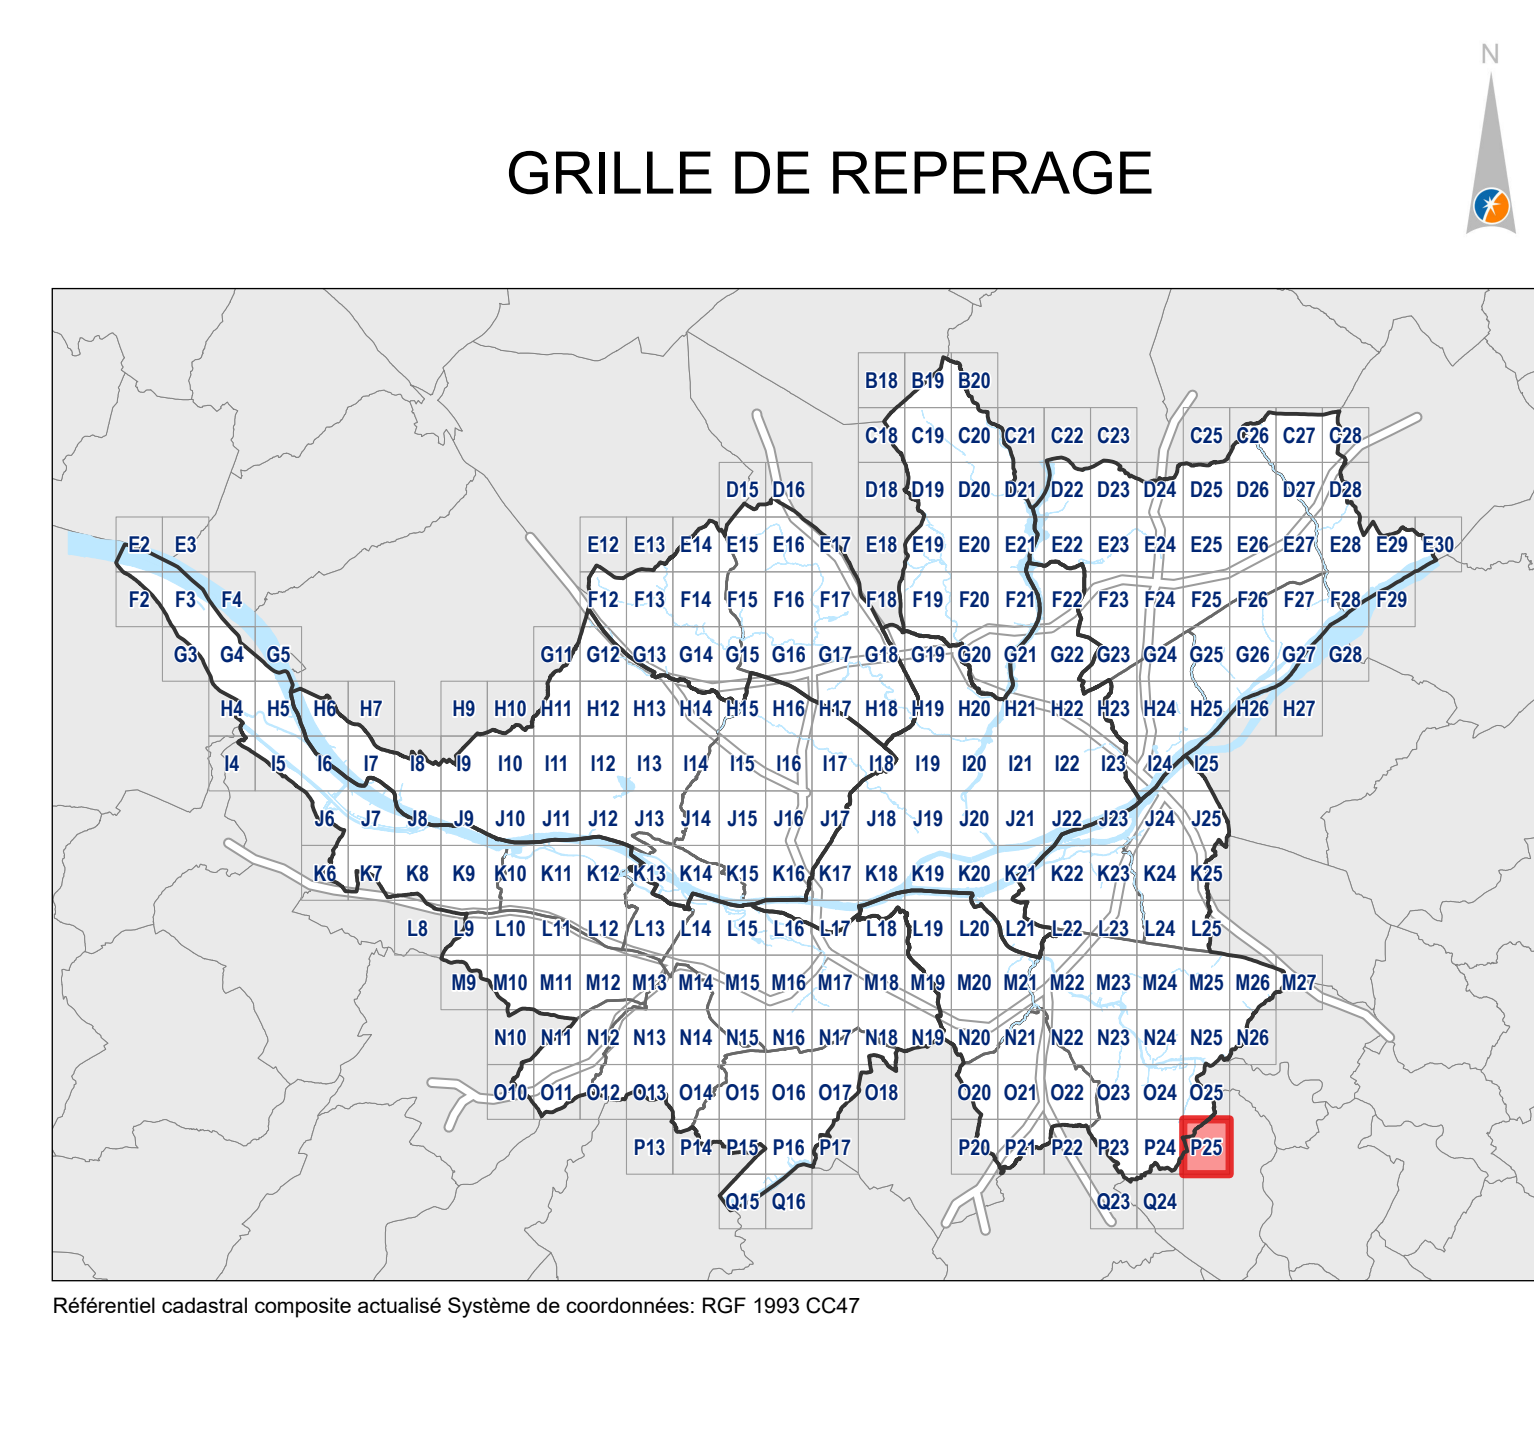 N
GRILLE DE REPERAGE
B18 B19 B20
C18 C19 C20 C21 C22 C23 C25 C26 C27 C28
D15 D16 D18 D19 D20 D21 D22 D23 D24 D25 D26 D27 D28
E2 E3 E12 E13 E14 E15 E16 E17 E18 E19 E20 E21 E22 E23 E24 E25 E26 E27 E28 E29 E30
F2 F3 F4 F12 F13 F14 F15 F16 F17 F18 F19 F20 F21 F22 F23 F24 F25 F26 F27 F28 F29
G3 G4 G5 G11 G12 G13 G14 G15 G16 G17 G18 G19 G20 G21 G22 G23 G24 G25 G26 G27 G28
H4 H5 H6 H7 H9 H10 H11 H12 H13 H14 H15 H16 H17 H18 H19 H20 H21 H22 H23 H24 H25 H26 H27
I4 I5 I6 I7 I8 I9 I10 I11 I12 I13 I14 I15 I16 I17 I18 I19 I20 I21 I22 I23 I24 I25
J6 J7 J8 J9 J10 J11 J12 J13 J14 J15 J16 J17 J18 J19 J20 J21 J22 J23 J24 J25
K6 K7 K8 K9 K10 K11 K12 K13 K14 K15 K16 K17 K18 K19 K20 K21 K22 K23 K24 K25
L8 L9 L10 L11 L12 L13 L14 L15 L16 L17 L18 L19 L20 L21 L22 L23 L24 L25
M9 M10 M11 M12 M13 M14 M15 M16 M17 M18 M19 M20 M21 M22 M23 M24 M25 M26 M27
N10 N11 N12 N13 N14 N15 N16 N17 N18 N19 N20 N21 N22 N23 N24 N25 N26
O10 O11 O12 O13 O14 O15 O16 O17 O18 O20 O21 O22 O23 O24 O25
P13 P14 P15 P16 P17 P20 P21 P22 P23 P24 P25
Q15 Q16 Q23 Q24
Référentiel cadastral composite actualisé Système de coordonnées: RGF 1993 CC47